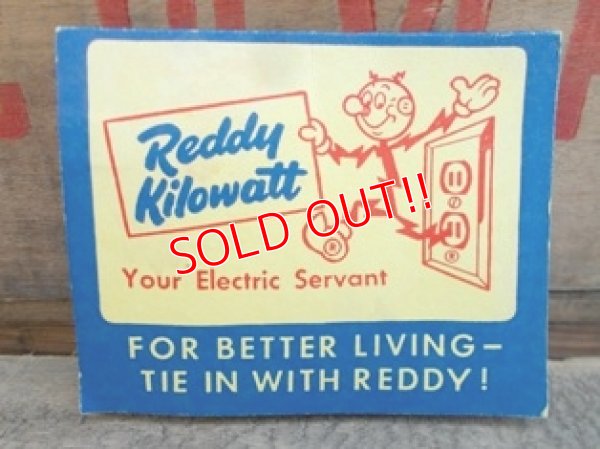 Reddy
Kilowatt
SOLD OUT!!
Your Electric Servant
FOR BETTER LIVING—
TIE IN WITH REDDY!